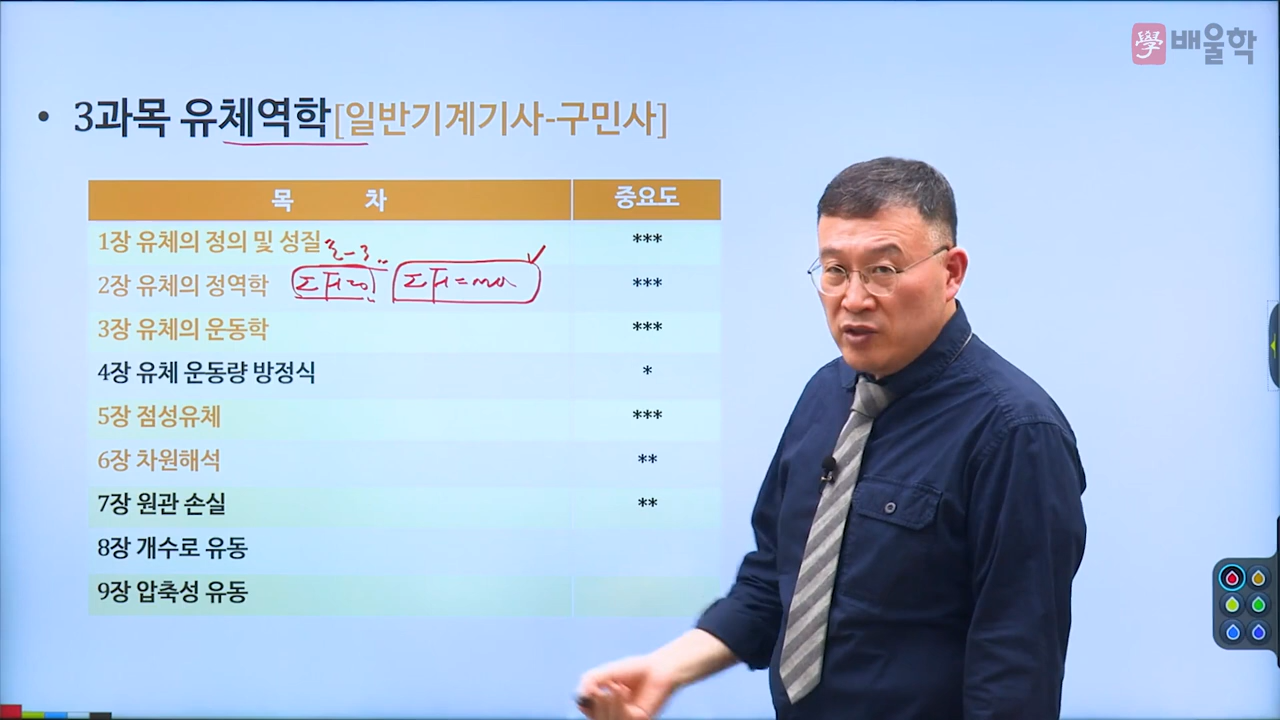 學 배울학
• 3과목 유체역학[일반기계기사-구민사]
목 차 중요도
1장 유체의 정의 및 성질 ***
2장 유체의 정역학 ΣF=0 ΣF=ma ***
3장 유체의 운동학 ***
4장 유체 운동량 방정식 *
5장 점성유체 ***
6장 차원해석 **
7장 원관 손실 **
8장 개수로 유동
9장 압축성 유동